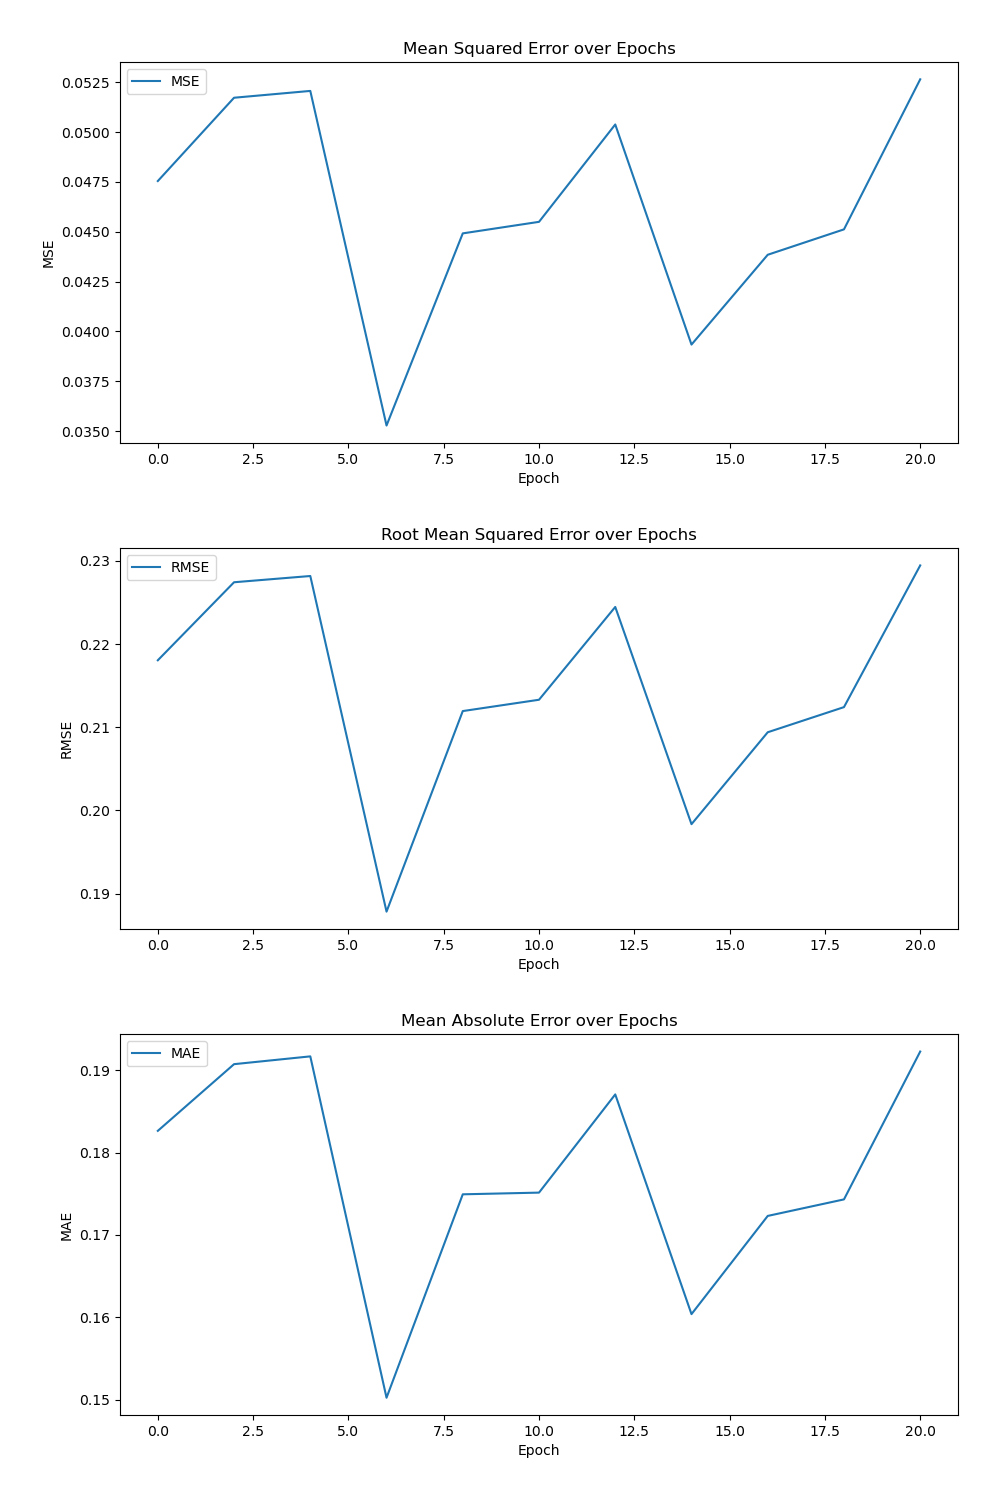 Mean Squared Error over Epochs
MSE
0.0525
0.0500
0.0475
0.0450
0.0425
0.0400
0.0375
0.0350
MSE
0.0 2.5 5.0 7.5 10.0 12.5 15.0 17.5 20.0
Epoch
Root Mean Squared Error over Epochs
RMSE
0.23
0.22
0.21
0.20
0.19
RMSE
0.0 2.5 5.0 7.5 10.0 12.5 15.0 17.5 20.0
Epoch
Mean Absolute Error over Epochs
MAE
0.19
0.18
0.17
0.16
0.15
MAE
0.0 2.5 5.0 7.5 10.0 12.5 15.0 17.5 20.0
Epoch